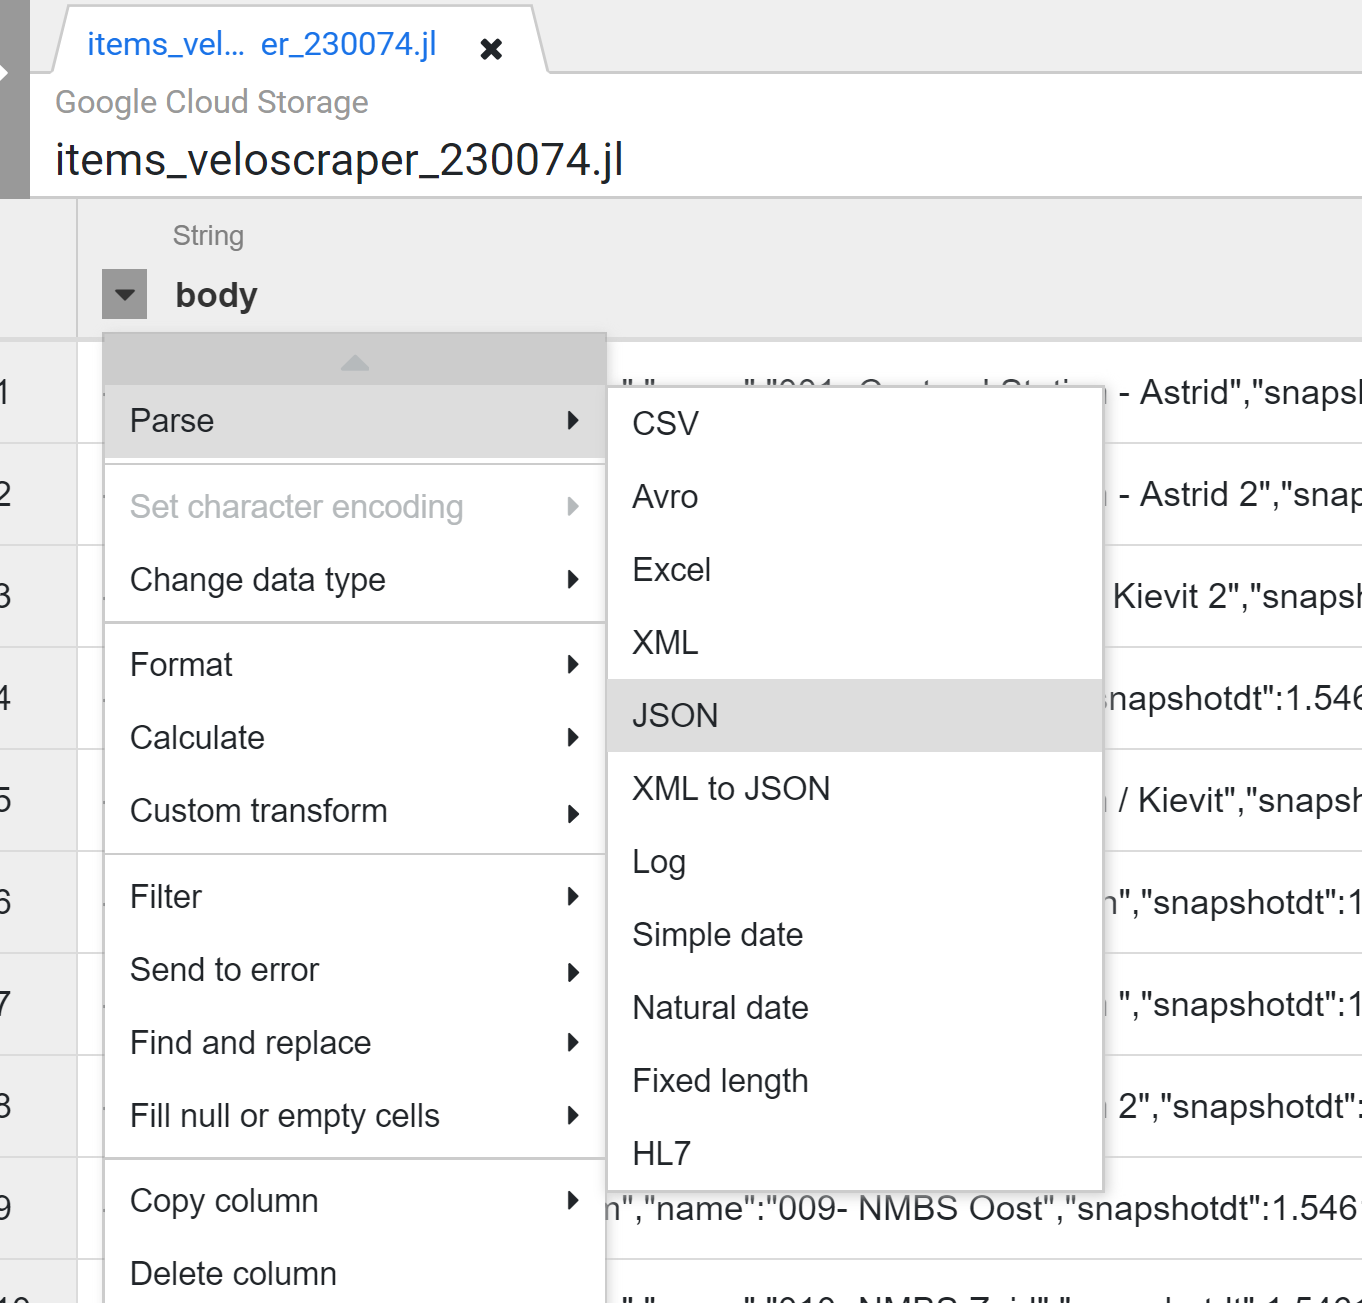 items_vel... er_230074.jl
Google Cloud Storage
items_veloscraper_230074.jl
String
body
Parse
Set character encoding
Change data type
Format
Calculate
Custom transform
Filter
Send to error
Find and replace
Fill null or empty cells
Copy column
Delete column
CSV
Avro
Excel
XML
JSON
XML to JSON
Log
Simple date
Natural date
Fixed length
HL7
1 - Astrid","snaps
2 - Astrid 2","snap
3 Kievit 2","snaps
4 napshotdt":1.546
5 / Kievit","snaps
6 ","snapshotdt":1
7 ","snapshotdt":1
8 2","snapshotdt":
9 ","name":"009- NMBS Oost","snapshotdt":1.546